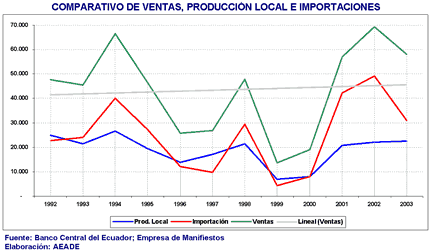 COMPARATIVO DE VENTAS, PRODUCCIÓN LOCAL E IMPORTACIONES
70.000
60.000
50.000
40.000
30.000
20.000
10.000
-
1992 1993 1994 1995 1996 1997 1998 1999 2000 2001 2002 2003
Prod. Local Importación Ventas Lineal (Ventas)
Fuente: Banco Central del Ecuador; Empresa de Manifiestos
Elaboración: AEADE